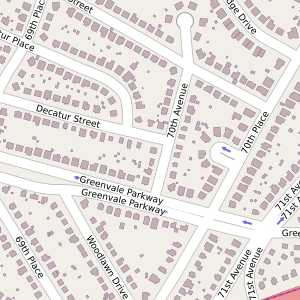 Street
69th Place
dge Drive
ur Place
70th Avenue
Decatur Street
70th Place
Greenvale Parkway
Greenvale Parkway
71st Av
71st A
Gree
69th Place
Woodlawn Drive
71st Avenue
71st Avenue